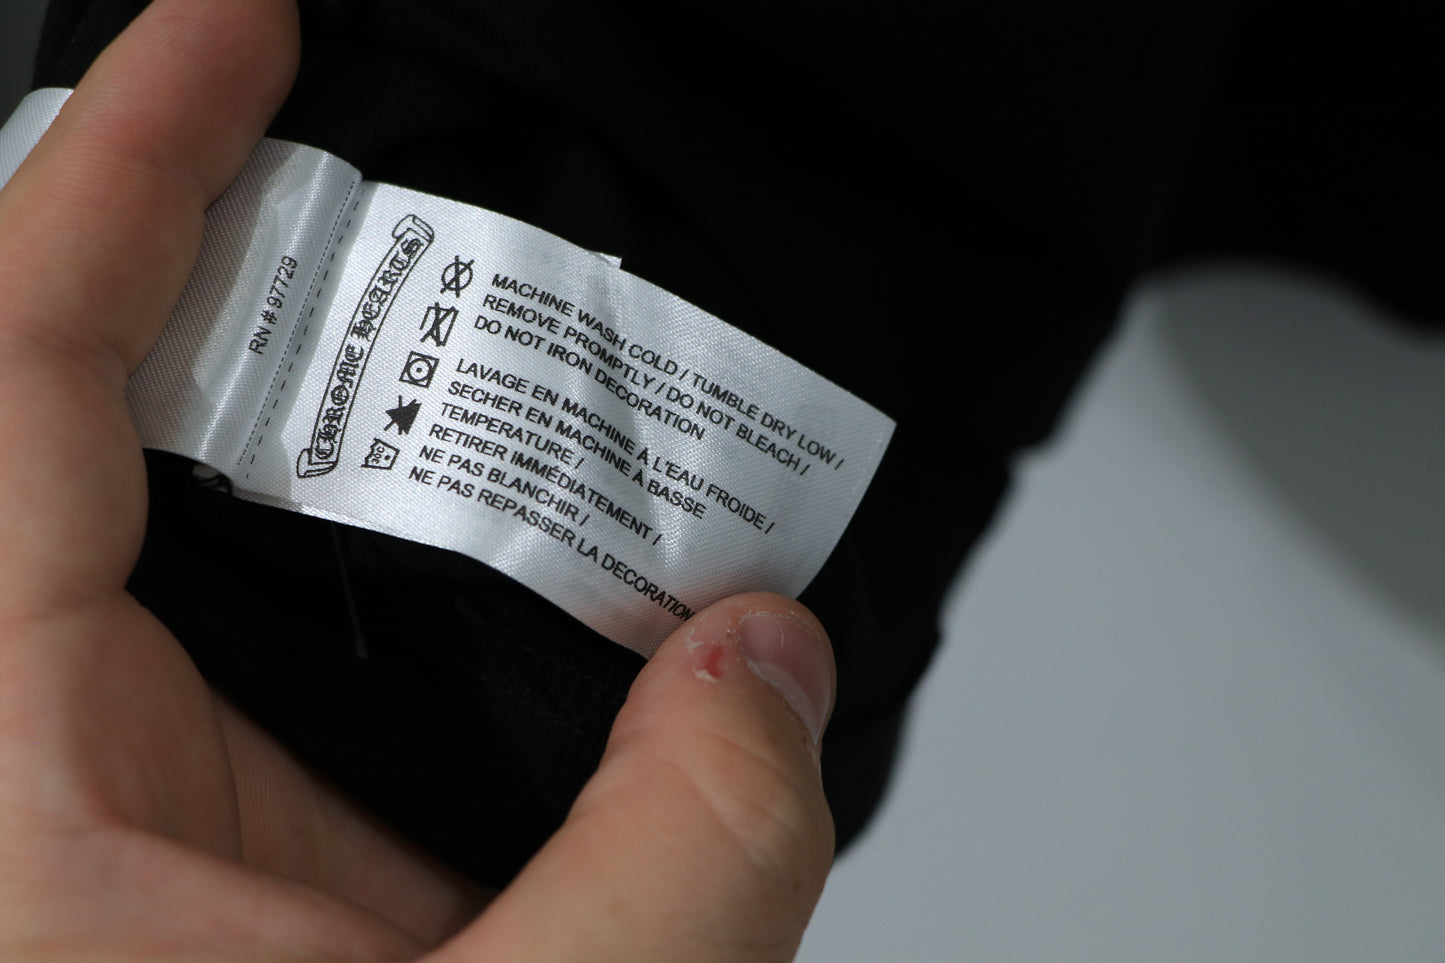 RN # 97729
CHROME HEARTS
MACHINE WASH COLD / TUMBLE DRY LOW /
REMOVE PROMPTLY / DO NOT BLEACH /
DO NOT IRON DECORATION
LAVAGE EN MACHINE À L'EAU FROIDE /
SECHER EN MACHINE À BASSE
TEMPERATURE /
RETIRER IMMÉDIATEMENT /
NE PAS BLANCHIR /
NE PAS REPASSER LA DECORATION
30C